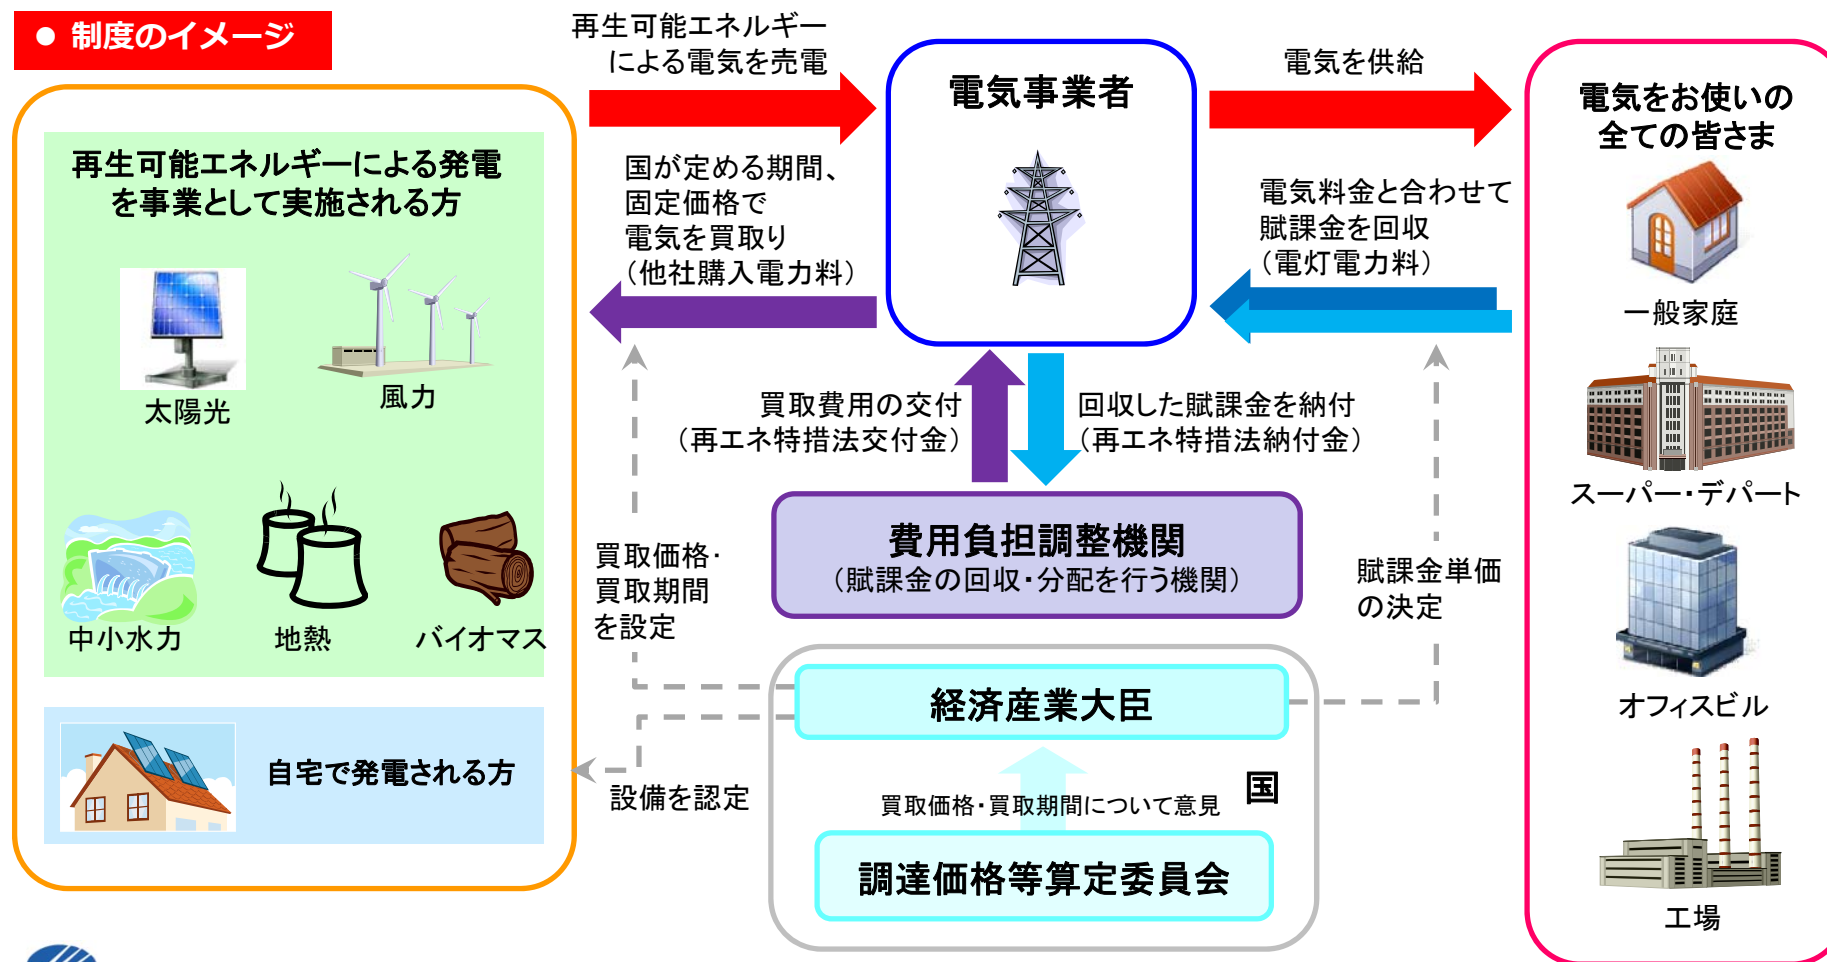 ● 制度のイメージ
再生可能エネルギーによる発電
を事業として実施される方
太陽光
風力
中小水力
地熱
バイオマス
自宅で発電される方
再生可能エネルギー
による電気を売電
国が定める期間、
固定価格で
電気を買取り
（他社購入電力料）
電気事業者
電気を供給
電気料金と合わせて
賦課金を回収
（電灯電力料）
買取費用の交付
（再エネ特措法交付金）
回収した賦課金を納付
（再エネ特措法納付金）
費用負担調整機関
（賦課金の回収・分配を行う機関）
買取価格・
買取期間
を設定
賦課金単価
の決定
経済産業大臣
設備を認定
買取価格・買取期間について意見
国
調達価格等算定委員会
電気をお使いの
全ての皆さま
一般家庭
スーパー・デパート
オフィスビル
工場